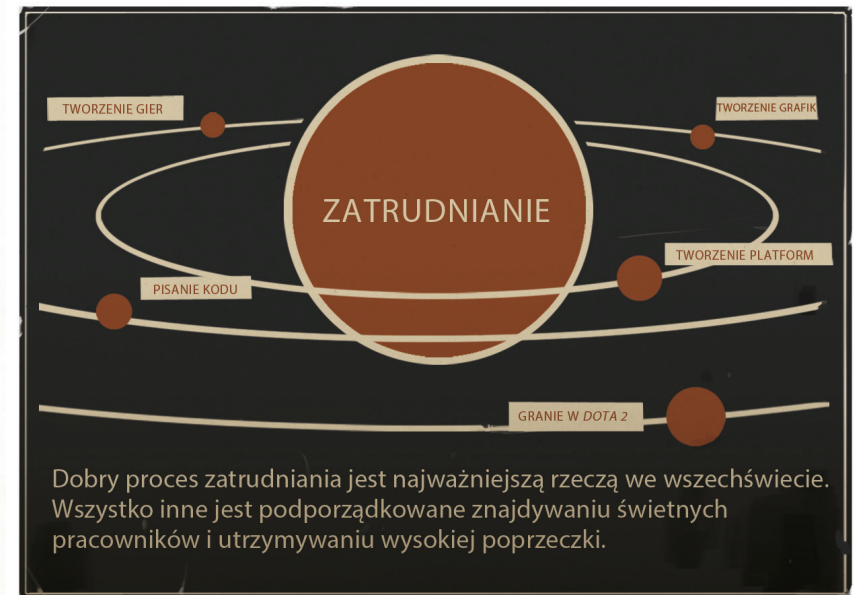 TWORZENIE GIER
TWORZENIE GRAFIK
ZATRUDNIANIE
TWORZENIE PLATFORM
PISANIE KODU
GRANIE W DOTA 2
Dobry proces zatrudniania jest najważniejszą rzeczą we wszechświecie.
Wszystko inne jest podporządkowane znajdywaniu świetnych
pracowników i utrzymywaniu wysokiej poprzeczki.